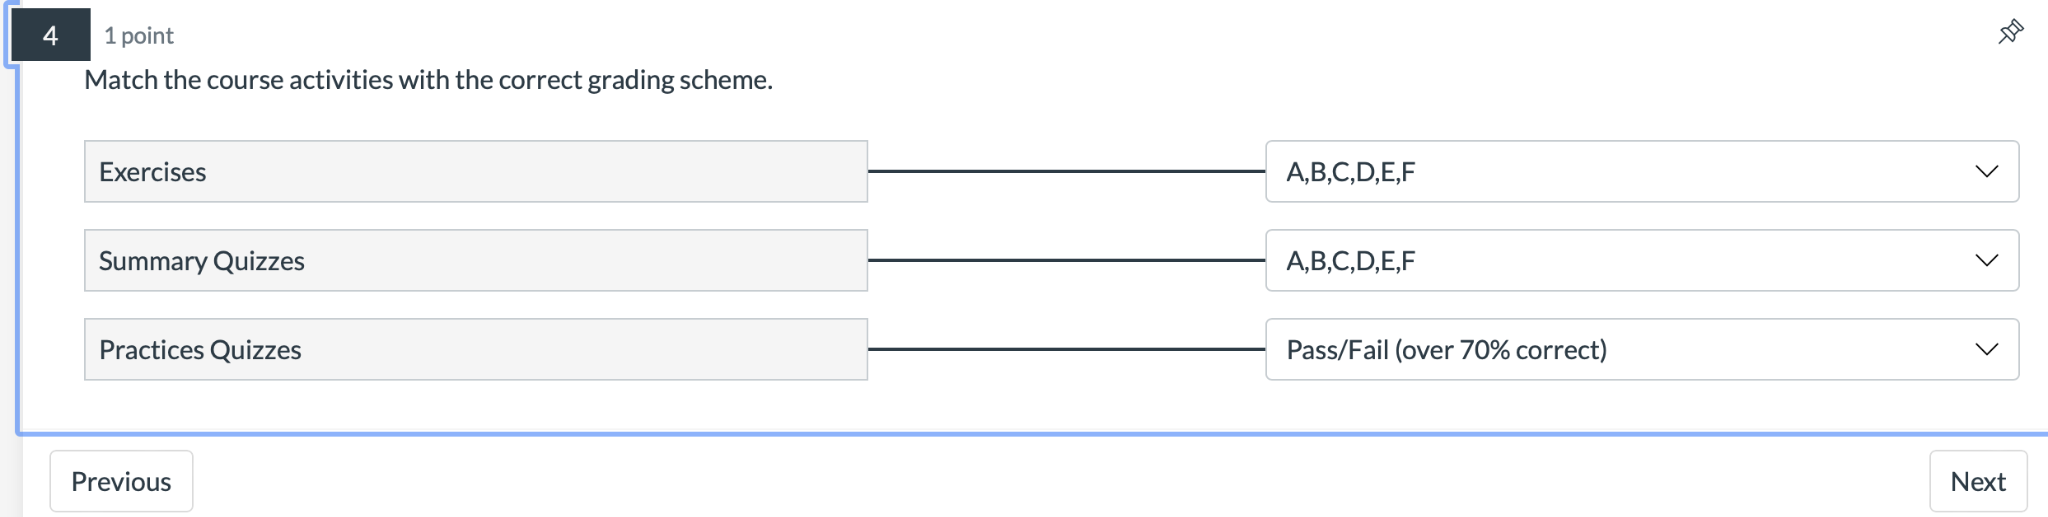 4 1 point
Match the course activities with the correct grading scheme.
Exercises A,B,C,D,E,F
Summary Quizzes A,B,C,D,E,F
Practices Quizzes Pass/Fail (over 70% correct)
Previous Next